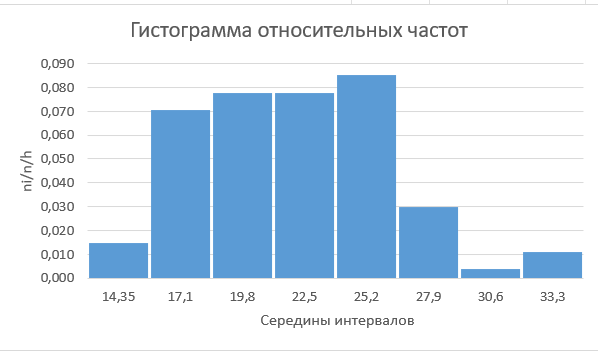 Гистограмма относительных частот
0,090
0,080
0,070
0,060
0,050
0,040
0,030
0,020
0,010
0,000
ni/n/h
14,35 17,1 19,8 22,5 25,2 27,9 30,6 33,3
Середины интервалов